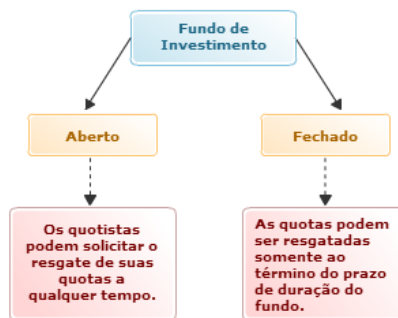 Fundo de
Investimento
Aberto
Fechado
Os quotistas
podem solicitar o
resgate de suas
quotas a
qualquer tempo.
As quotas podem
ser resgatadas
somente ao
término do prazo
de duração do
fundo.